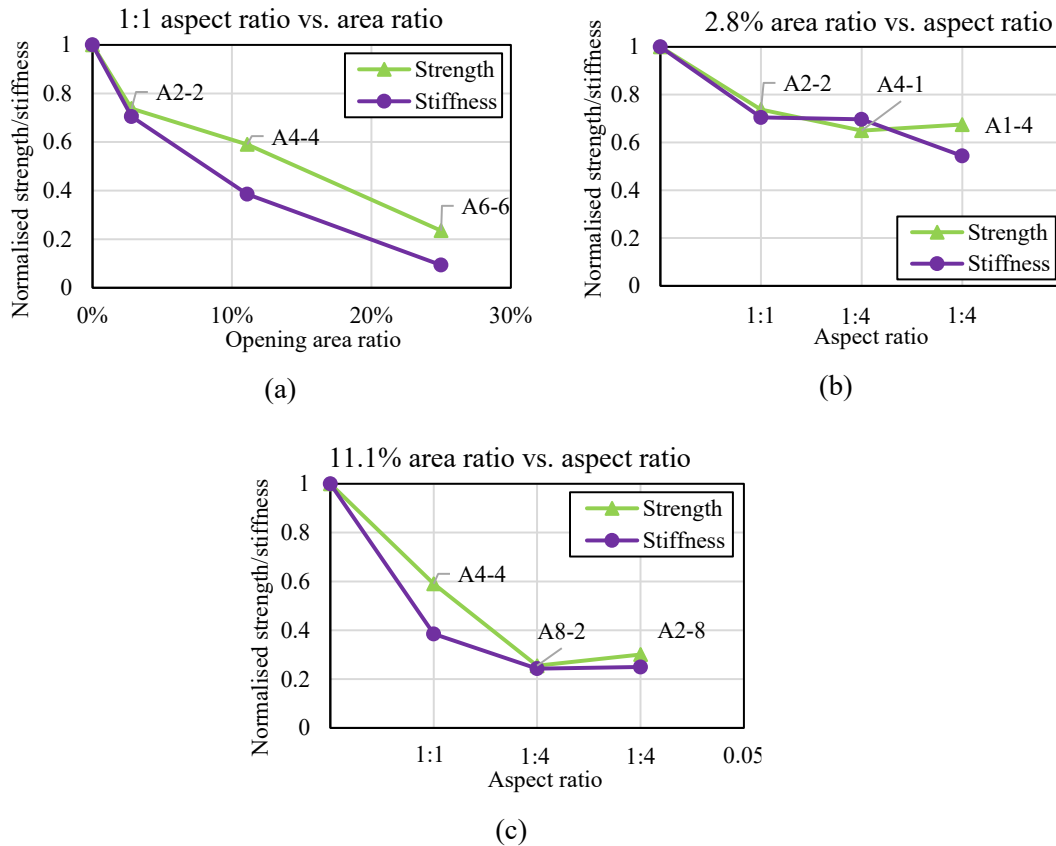 1:1 aspect ratio vs. area ratio
Normalised strength/stiffness
1
0.8
0.6
0.4
0.2
0
Strength
Stiffness
A2-2
A4-4
A6-6
0%
10%
20%
30%
Opening area ratio
(a)
2.8% area ratio vs. aspect ratio
Normalised strength/stiffness
1
0.8
0.6
0.4
0.2
0
A2-2
A4-1
A1-4
Strength
Stiffness
1:1
1:4
1:4
Aspect ratio
(b)
11.1% area ratio vs. aspect ratio
Normalised strength/stiffness
1
0.8
0.6
0.4
0.2
0
Strength
Stiffness
A4-4
A8-2
A2-8
1:1
1:4
1:4
0.05
Aspect ratio
(c)